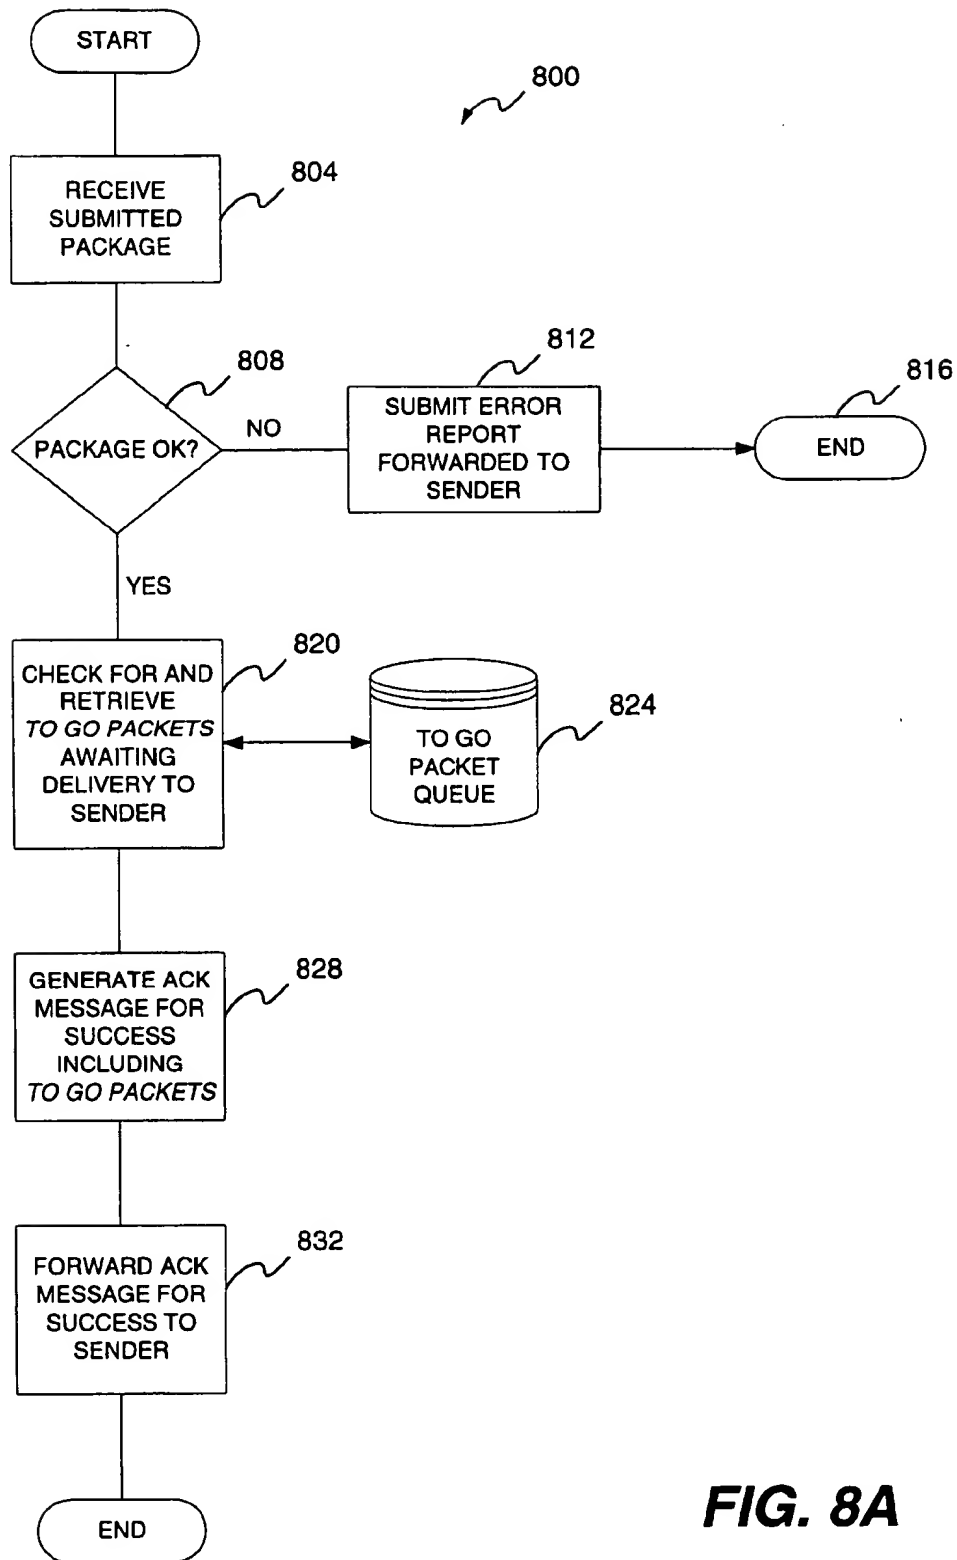 START
800
804
RECEIVE
SUBMITTED
PACKAGE
808
PACKAGE OK?
NO
812
SUBMIT ERROR
REPORT
FORWARDED TO
SENDER
816
END
YES
820
CHECK FOR AND
RETRIEVE
TO GO PACKETS
AWAITING
DELIVERY TO
SENDER
824
TO GO
PACKET
QUEUE
828
GENERATE ACK
MESSAGE FOR
SUCCESS
INCLUDING
TO GO PACKETS
832
FORWARD ACK
MESSAGE FOR
SUCCESS TO
SENDER
END
FIG. 8A